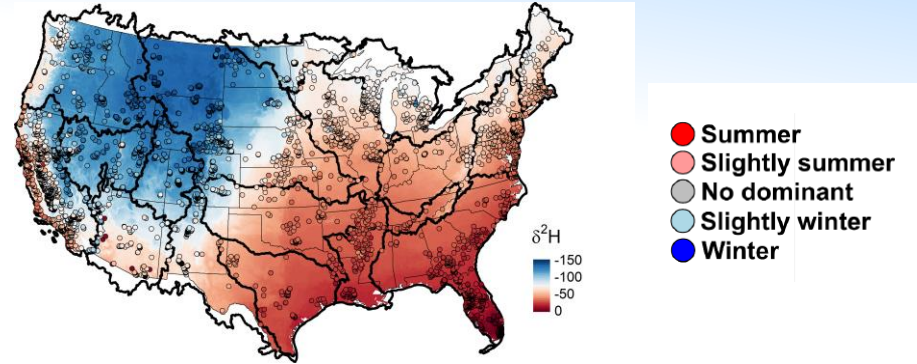 δ²H
-150
-100
-50
0
Summer
Slightly summer
No dominant
Slightly winter
Winter